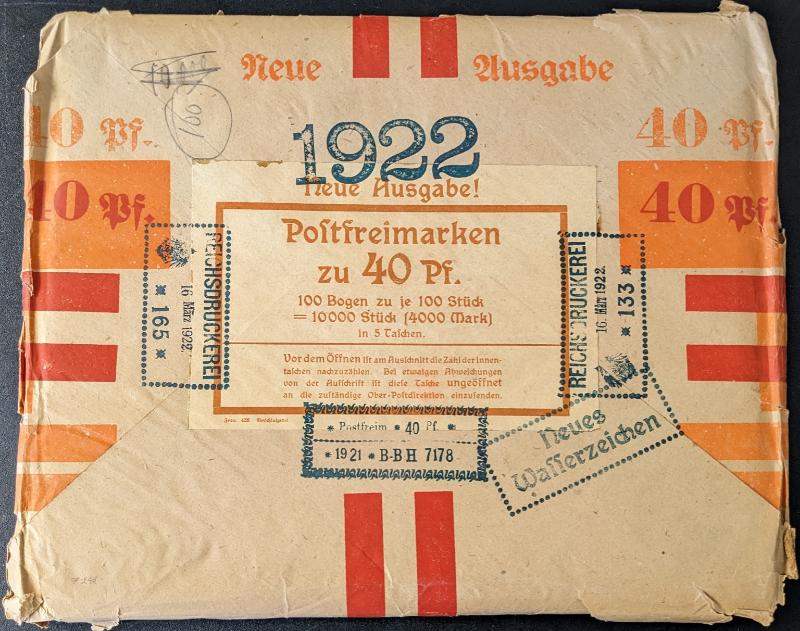 Neue Ausgabe
100
40 Pf.
40 Pf.
1922
40 Pf.
40 Pf.
Neue Ausgabe!
Postfreimarken
zu 40 Pf.
100 Bogen zu je 100 Stück
= 10000 Stück (4000 Mark)
in 5 Taschen.
Vor dem Öffnen ist am Ausschnitt die Zahl der Innen-
taschen nachzuzählen. Bei etwaigen Abweichungen
von der Aufschrift ist diese Tasche ungeöffnet
an die zuständige Ober-Postdirektion einzusenden.
REICHSDRUCKEREI
16 März 1922.
* 165 *
REICHSDRUCKEREI
16. März 1922.
* 133 *
* Postfreim * 40 Pf. *
* 1921 * B-BH 7178
Neues
Wasserzeichen